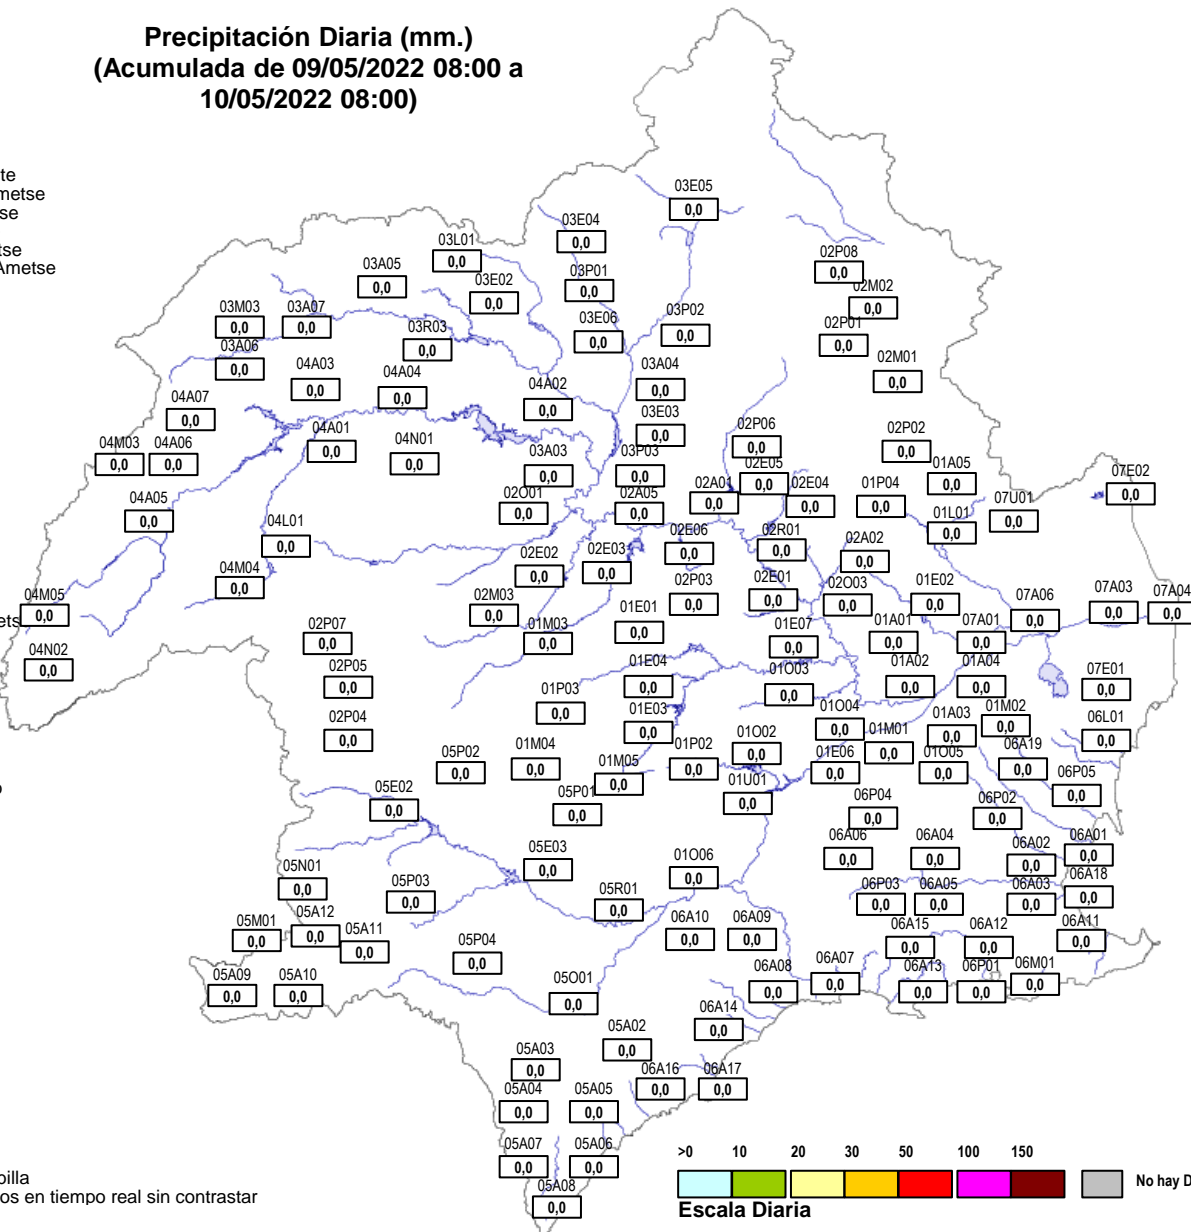 Precipitación Diaria (mm.)
(Acumulada de 09/05/2022 08:00 a
10/05/2022 08:00)
te
metse
se
tse
Ametse
03E05
0,0
03E04
0,0
03L01
0,0
03A05
0,0
03E02
0,0
03P01
0,0
02P08
0,0
02M02
0,0
03M03
0,0
03A07
0,0
03R03
0,0
03E06
0,0
03P02
0,0
02P01
0,0
03A06
0,0
04A03
0,0
04A04
0,0
04A02
0,0
03A04
0,0
02M01
0,0
04A07
0,0
03E03
0,0
04M03
0,0
04A06
0,0
04A01
0,0
04N01
0,0
03A03
0,0
03P03
0,0
02P06
0,0
02E05
0,0
02P02
0,0
01A05
0,0
07E02
0,0
04A05
0,0
02O01
0,0
02A05
0,0
02A01
0,0
02E04
0,0
01P04
0,0
01L01
0,0
07U01
0,0
04L01
0,0
02E02
0,0
02E03
0,0
02E06
0,0
02R01
0,0
02A02
0,0
04M04
0,0
02M03
0,0
02P03
0,0
02E01
0,0
02O03
0,0
01E02
0,0
07A06
0,0
07A03
0,0
07A04
0,0
04M05
0,0
ets
02P07
0,0
01M03
0,0
01E01
0,0
01E07
0,0
01A01
0,0
07A01
0,0
04N02
0,0
02P05
0,0
01E04
0,0
01O03
0,0
01A02
0,0
01A04
0,0
07E01
0,0
02P04
0,0
01P03
0,0
01E03
0,0
01O04
0,0
01M01
0,0
01A03
0,0
01M02
0,0
06L01
0,0
05P02
0,0
01M04
0,0
01M05
0,0
01P02
0,0
01O02
0,0
01E06
0,0
01O05
0,0
06A19
0,0
06P05
0,0
o
05E02
0,0
05P01
0,0
01U01
0,0
06P04
0,0
06P02
0,0
05E03
0,0
01O06
0,0
06A06
0,0
06A04
0,0
06A02
0,0
06A01
0,0
05N01
0,0
05P03
0,0
05R01
0,0
06P03
0,0
06A05
0,0
06A03
0,0
06A18
0,0
05M01
0,0
05A12
0,0
05A11
0,0
05P04
0,0
06A10
0,0
06A09
0,0
06A15
0,0
06A12
0,0
06A11
0,0
05A09
0,0
05A10
0,0
05O01
0,0
06A08
0,0
06A07
0,0
06A13
0,0
06P01
0,0
06M01
0,0
05A03
0,0
05A02
0,0
06A14
0,0
05A04
0,0
05A05
0,0
06A16
0,0
06A17
0,0
05A07
0,0
05A06
0,0
05A08
0,0
oilla
os en tiempo real sin contrastar
>0 10 20 30 50 100 150
No hay D
Escala Diaria